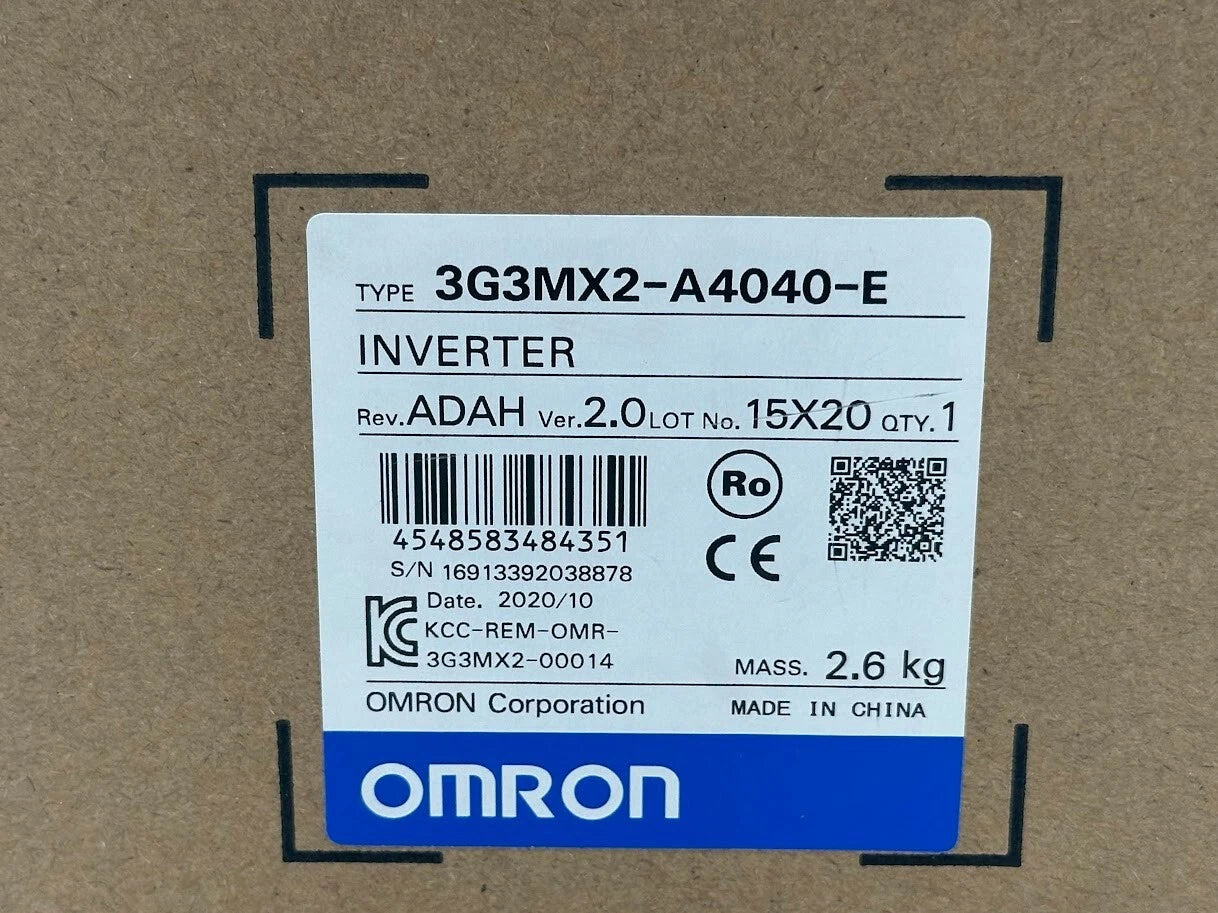 TYPE 3G3MX2-A4040-E
INVERTER
Rev. ADAH Ver. 2.0 LOT No. 15X20 QTY. 1
4548583484351
S/N 16913392038878
Ro
CE
Date. 2020/10
KCC-REM-OMR-
3G3MX2-00014
MASS. 2.6 kg
OMRON Corporation
MADE IN CHINA
OMRON